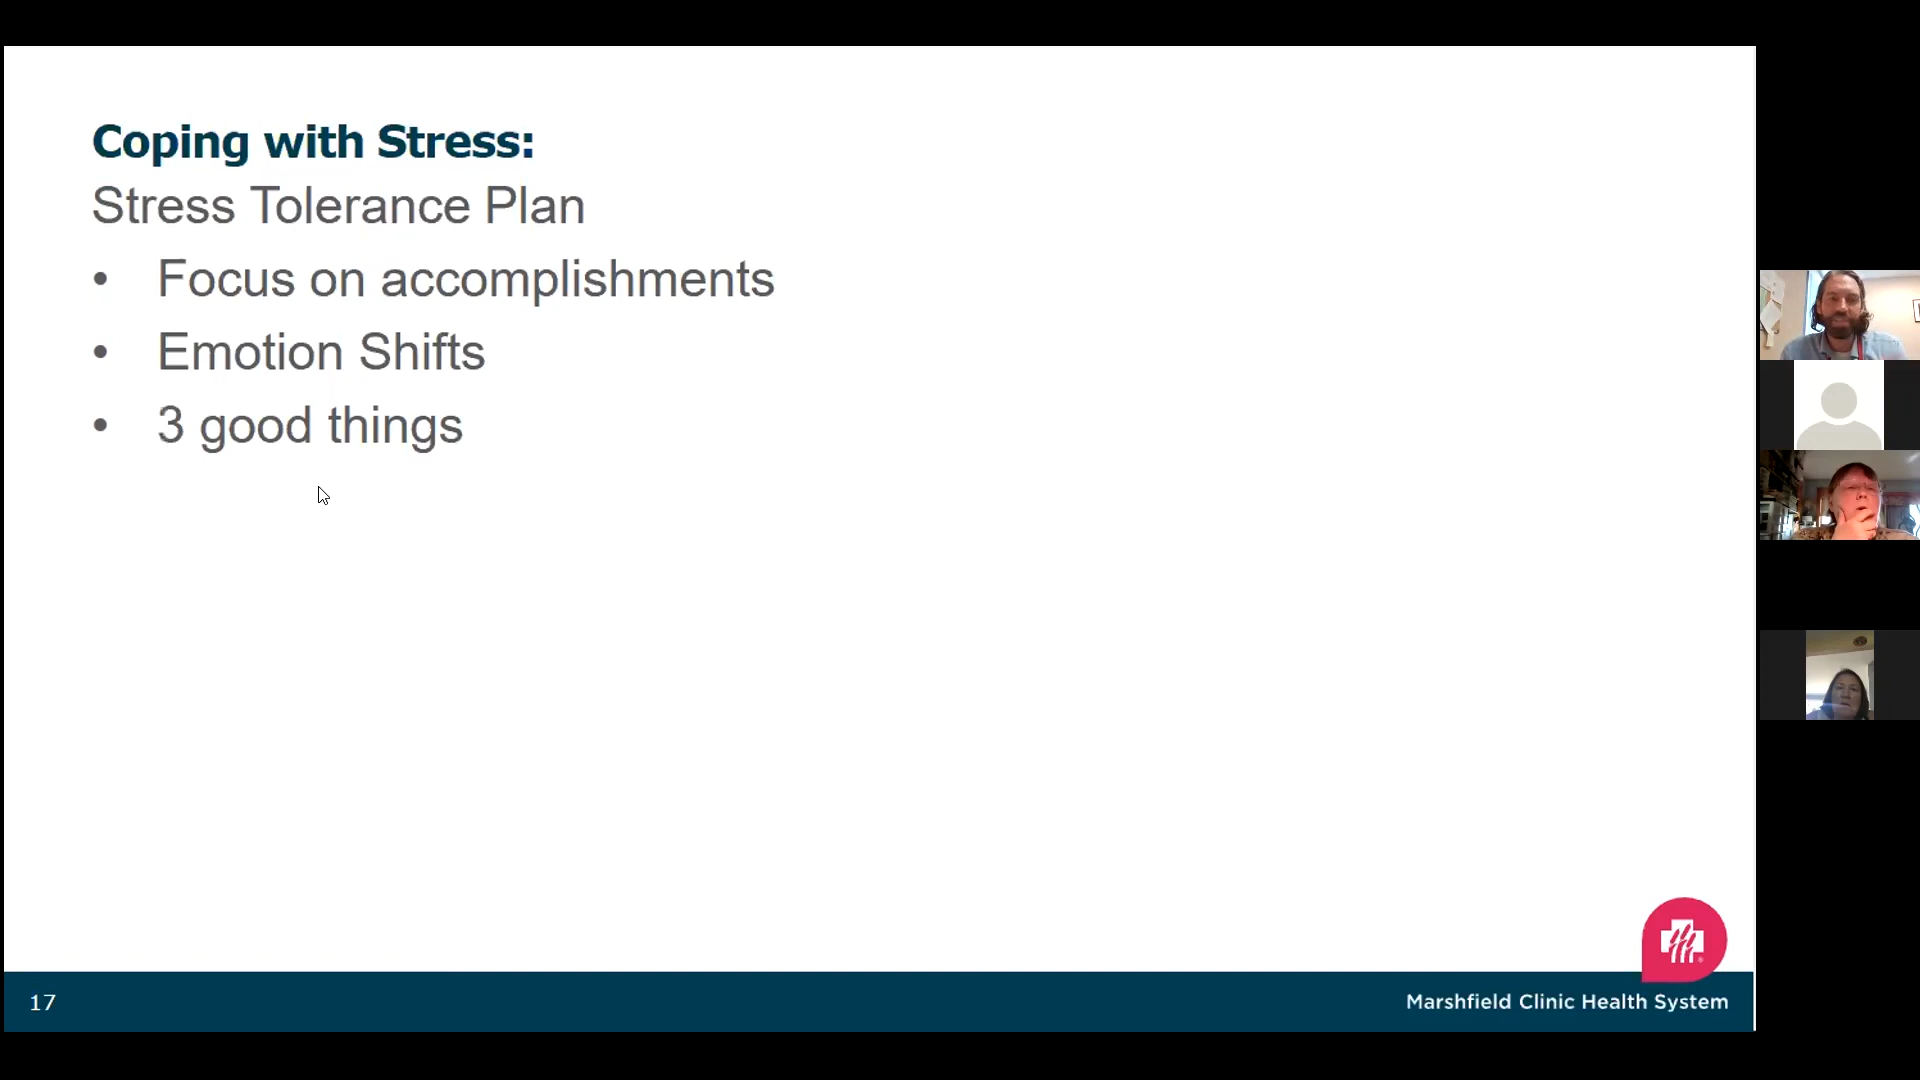 Coping with Stress:
Stress Tolerance Plan
• Focus on accomplishments
• Emotion Shifts
• 3 good things
17
Marshfield Clinic Health System